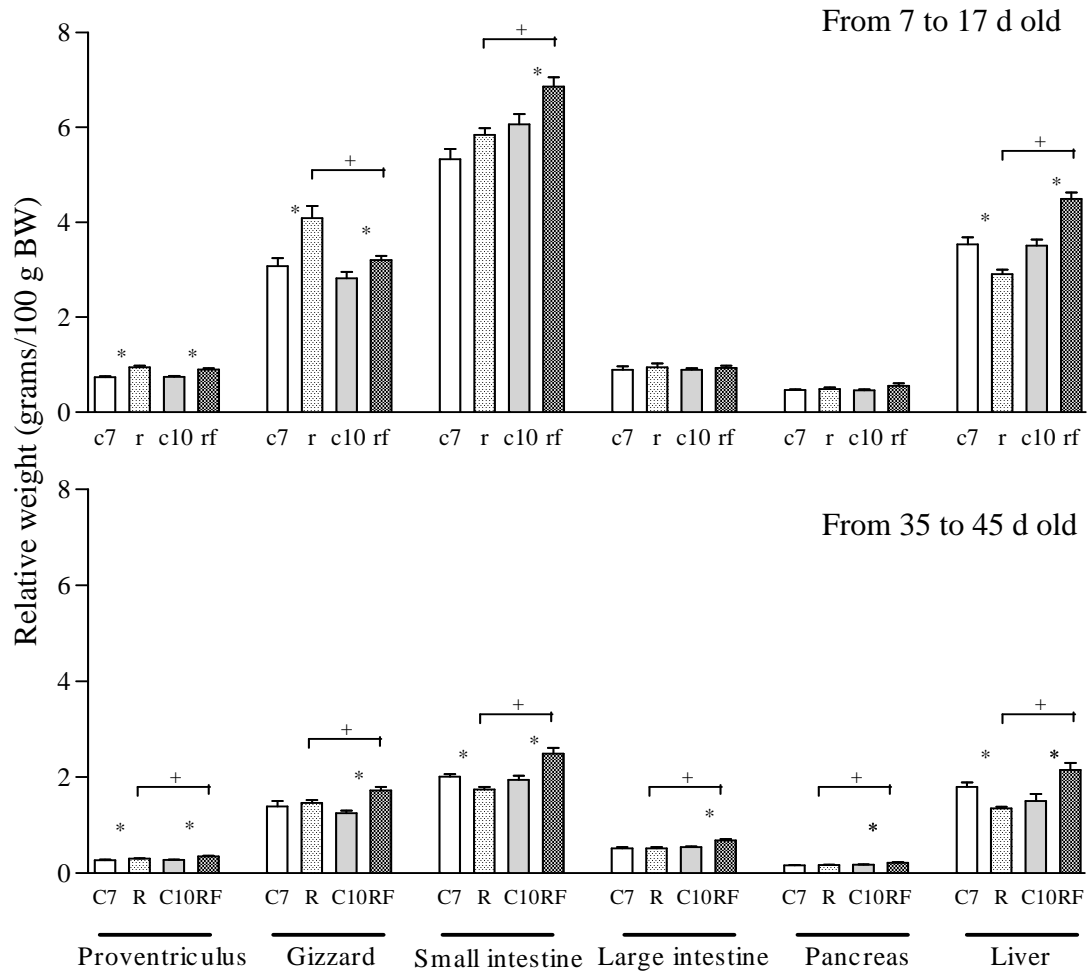 From 7 to 17 d old
Relative weight (grams/100 g BW)
8
6
4
2
0
+
+
+
*
*
*
*
*
*
*
c7 r c10 rf
c7 r c10 rf
c7 r c10 rf
c7 r c10 rf
c7 r c10 rf
c7 r c10 rf
From 35 to 45 d old
8
6
4
2
0
+
+
+
+
+
+
*
*
*
*
*
*
*
*
*
C7 R C10RF
C7 R C10RF
C7 R C10RF
C7 R C10RF
C7 R C10RF
C7 R C10RF
Proventriculus
Gizzard
Small intestine
Large intestine
Pancreas
Liver